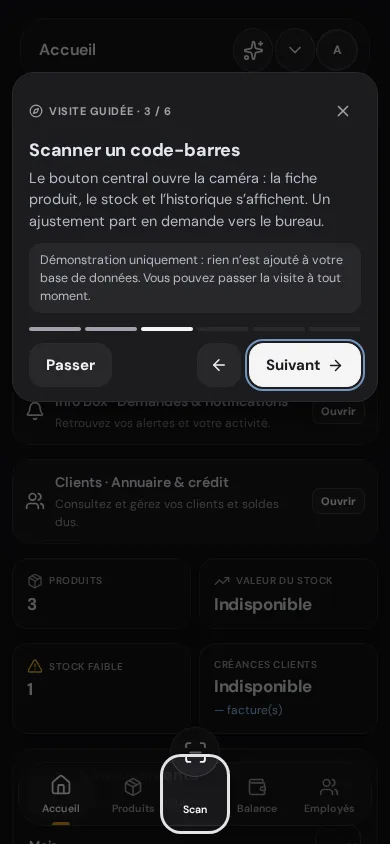 Accueil
A
VISITE GUIDÉE · 3 / 6
Scanner un code-barres
Le bouton central ouvre la caméra : la fiche
produit, le stock et l’historique s’affichent. Un
ajustement part en demande vers le bureau.
Démonstration uniquement : rien n’est ajouté à votre
base de données. Vous pouvez passer la visite à tout
moment.
Passer
Suivant
Info Box · Demandes & notifications
Retrouvez vos alertes et votre activité.
Ouvrir
Clients · Annuaire & crédit
Consultez et gérez vos clients et soldes
dus.
Ouvrir
PRODUITS
3
VALEUR DU STOCK
Indisponible
STOCK FAIBLE
1
CRÉANCES CLIENTS
Indisponible
— facture(s)
Accueil
Produits
Scan
Balance
Employés